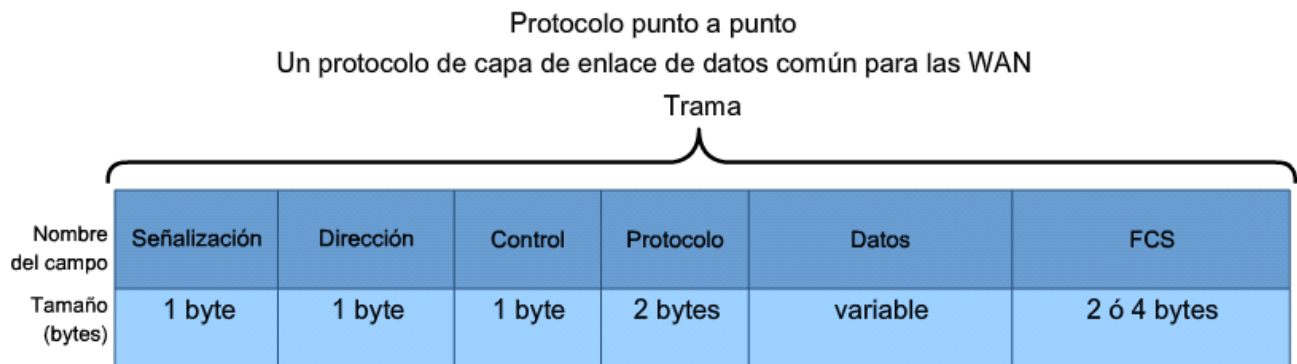 Protocolo punto a punto
Un protocolo de capa de enlace de datos común para las WAN
Trama
Nombre del campo Señalización Dirección Control Protocolo Datos FCS
Tamaño (bytes) 1 byte 1 byte 1 byte 2 bytes variable 2 ó 4 bytes